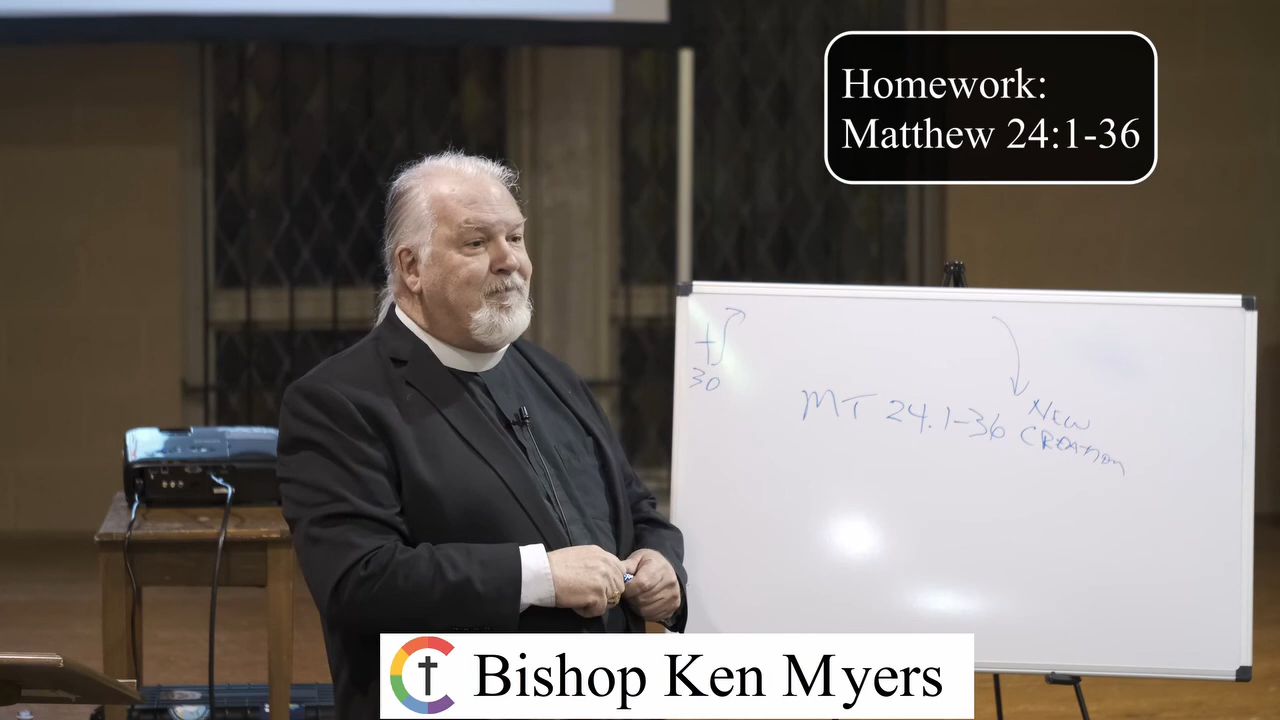 Homework:
Matthew 24:1-36
30
MT 24.1-36
NEW
CREATION
Bishop Ken Myers